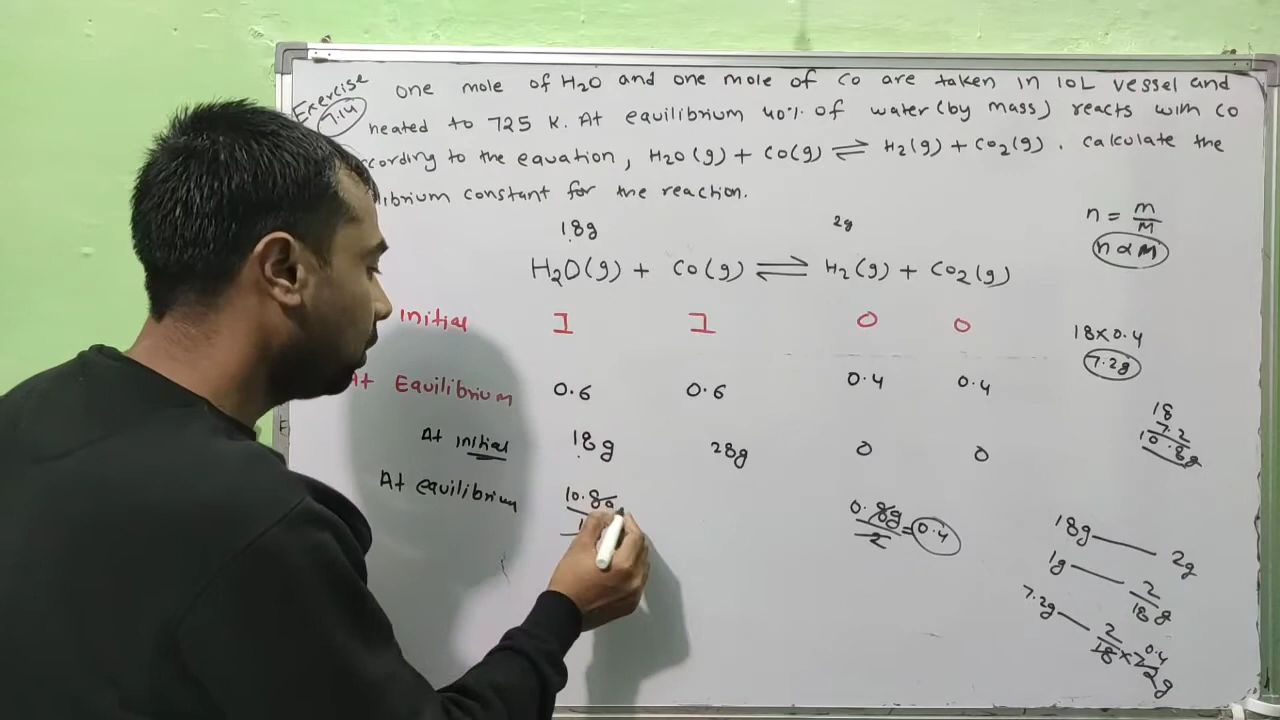 Exercise 7.14
One mole of H2O and one mole of CO are taken in 10L vessel and
heated to 725 K. At equilibrium 40% of water (by mass) reacts with CO
to the equation, H2O(g) + CO(g) ⇌ H2(g) + CO2(g). Calculate the
constant for the reaction.
18g 2g
H2O(g) + CO(g) ⇌ H2(g) + CO2(g)
Initial 1 1 0 0
At Equilibrium 0.6 0.6 0.4 0.4
At initial 18g 28g 0 0
At equilibrium 10.8g 0.8g/2 = 0.4
n = m/M
n ∝ M
18×0.4
7.2g
18
7.2
10.8g
18g — 2g
1g — 2/18 g
7.2g — 2/18 × 7.2g
0.4